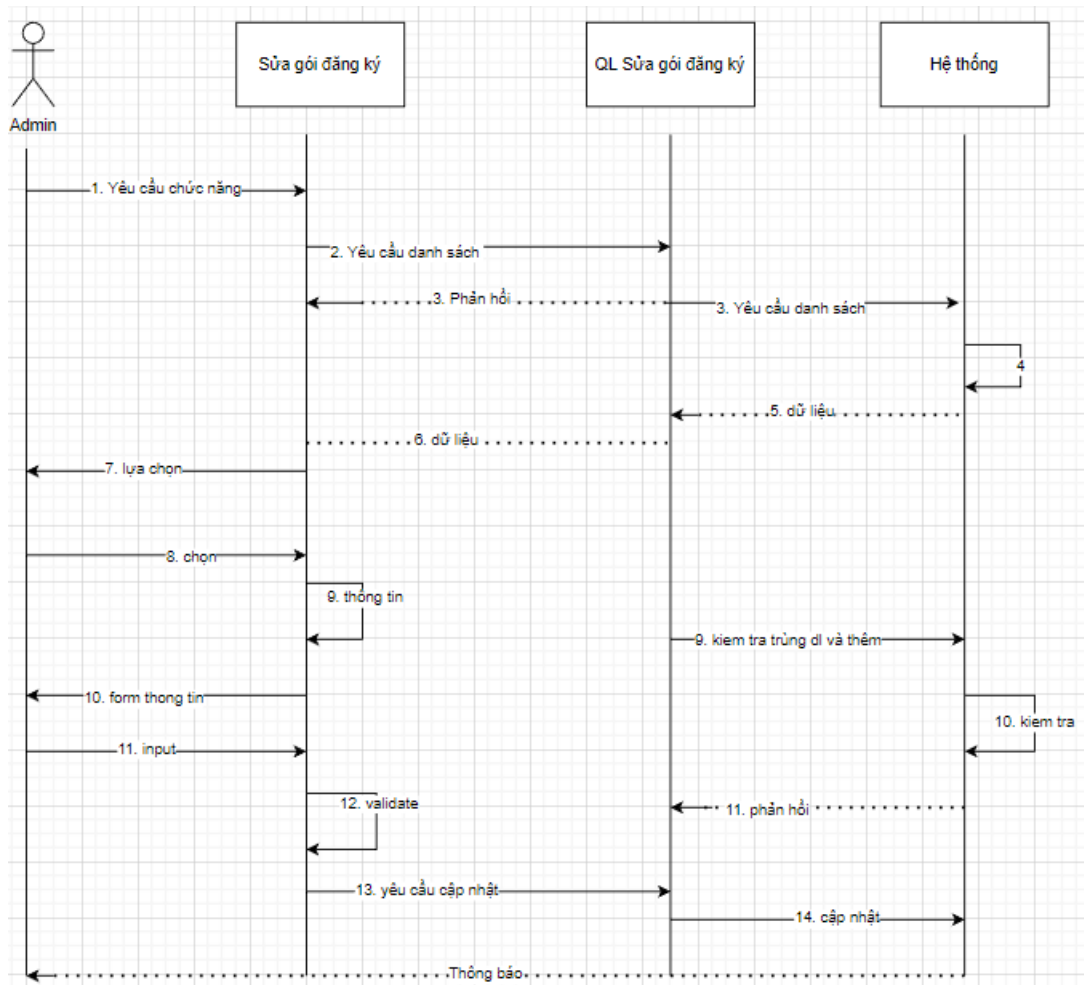 Sửa gói đăng ký
QL Sửa gói đăng ký
Hệ thống
Admin
1. Yêu cầu chức năng
2. Yêu cầu danh sách
3. Phản hồi
3. Yêu cầu danh sách
4
5. dữ liệu
6. dữ liệu
7. lựa chọn
8. chọn
9. thông tin
9. kiem tra trùng dl và thêm
10. form thong tin
10. kiem tra
11. input
12. validate
11. phản hồi
13. yêu cầu cập nhật
14. cập nhật
Thông báo